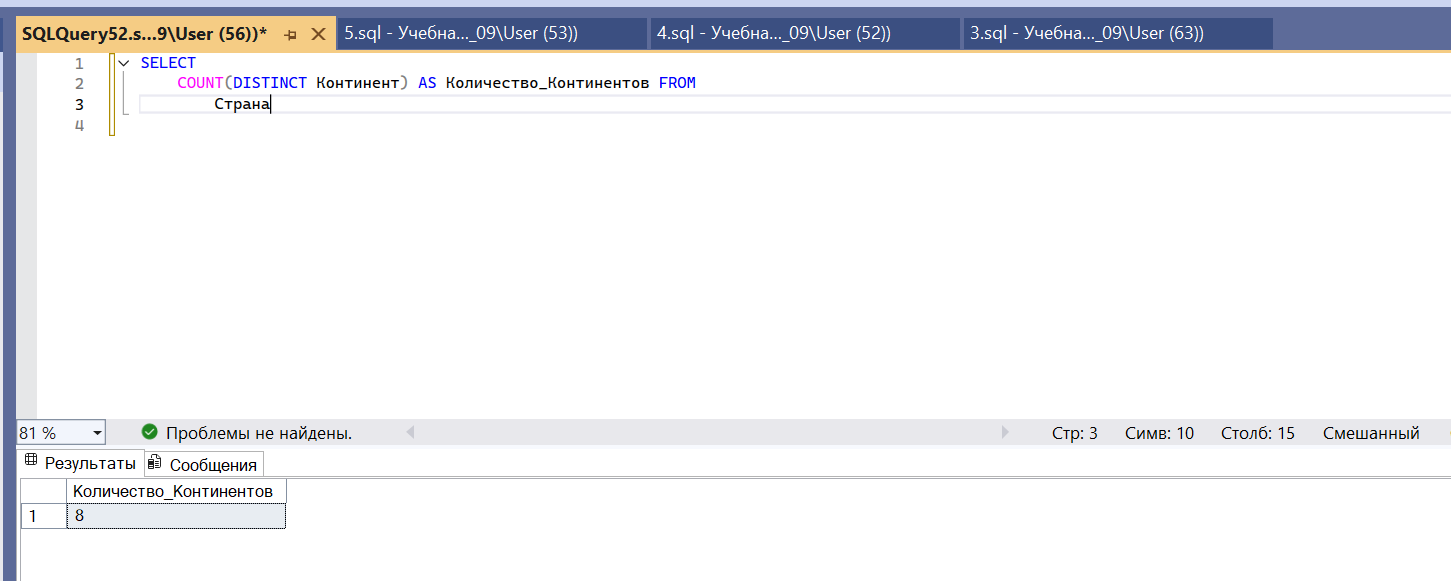 SQLQuery52.s...9\User (56))* 5.sql - Учебна..._09\User (53)) 4.sql - Учебна..._09\User (52)) 3.sql - Учебна..._09\User (63))
1 SELECT
2 COUNT(DISTINCT Континент) AS Количество_Континентов FROM
3 Страна
4
81 % Проблемы не найдены. Стр: 3 Симв: 10 Столб: 15 Смешанный
Результаты Сообщения
Количество_Континентов
1 8